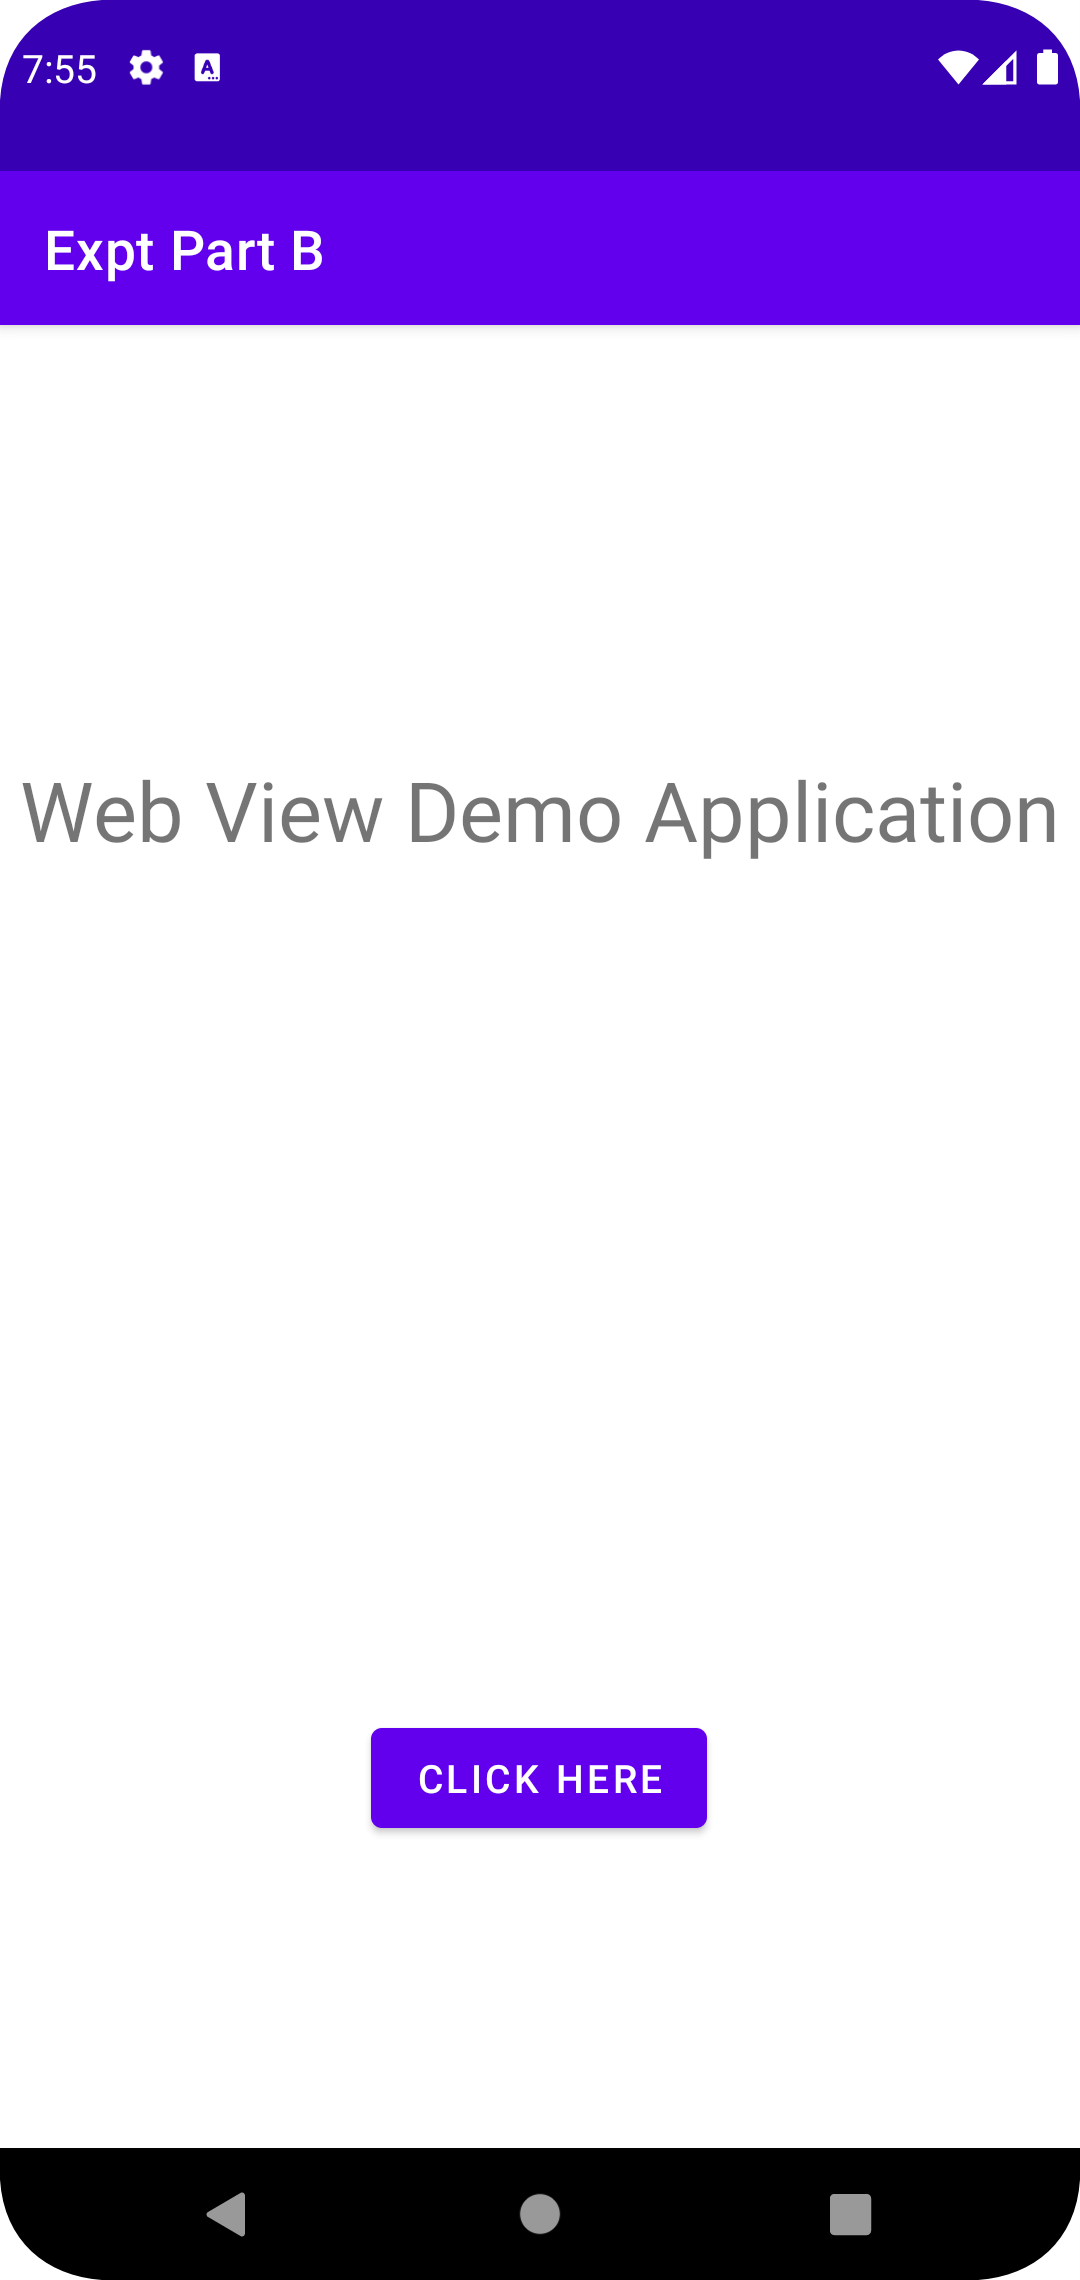 7:55
Expt Part B
Web View Demo Application
CLICK HERE